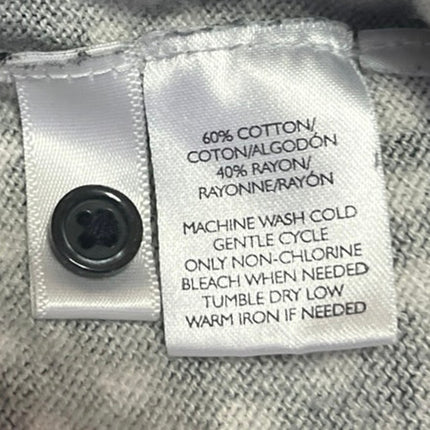 60% COTTON/
COTON/ALGODÓN
40% RAYON/
RAYONNE/RAYÓN
MACHINE WASH COLD
GENTLE CYCLE
ONLY NON-CHLORINE
BLEACH WHEN NEEDED
TUMBLE DRY LOW
WARM IRON IF NEEDED